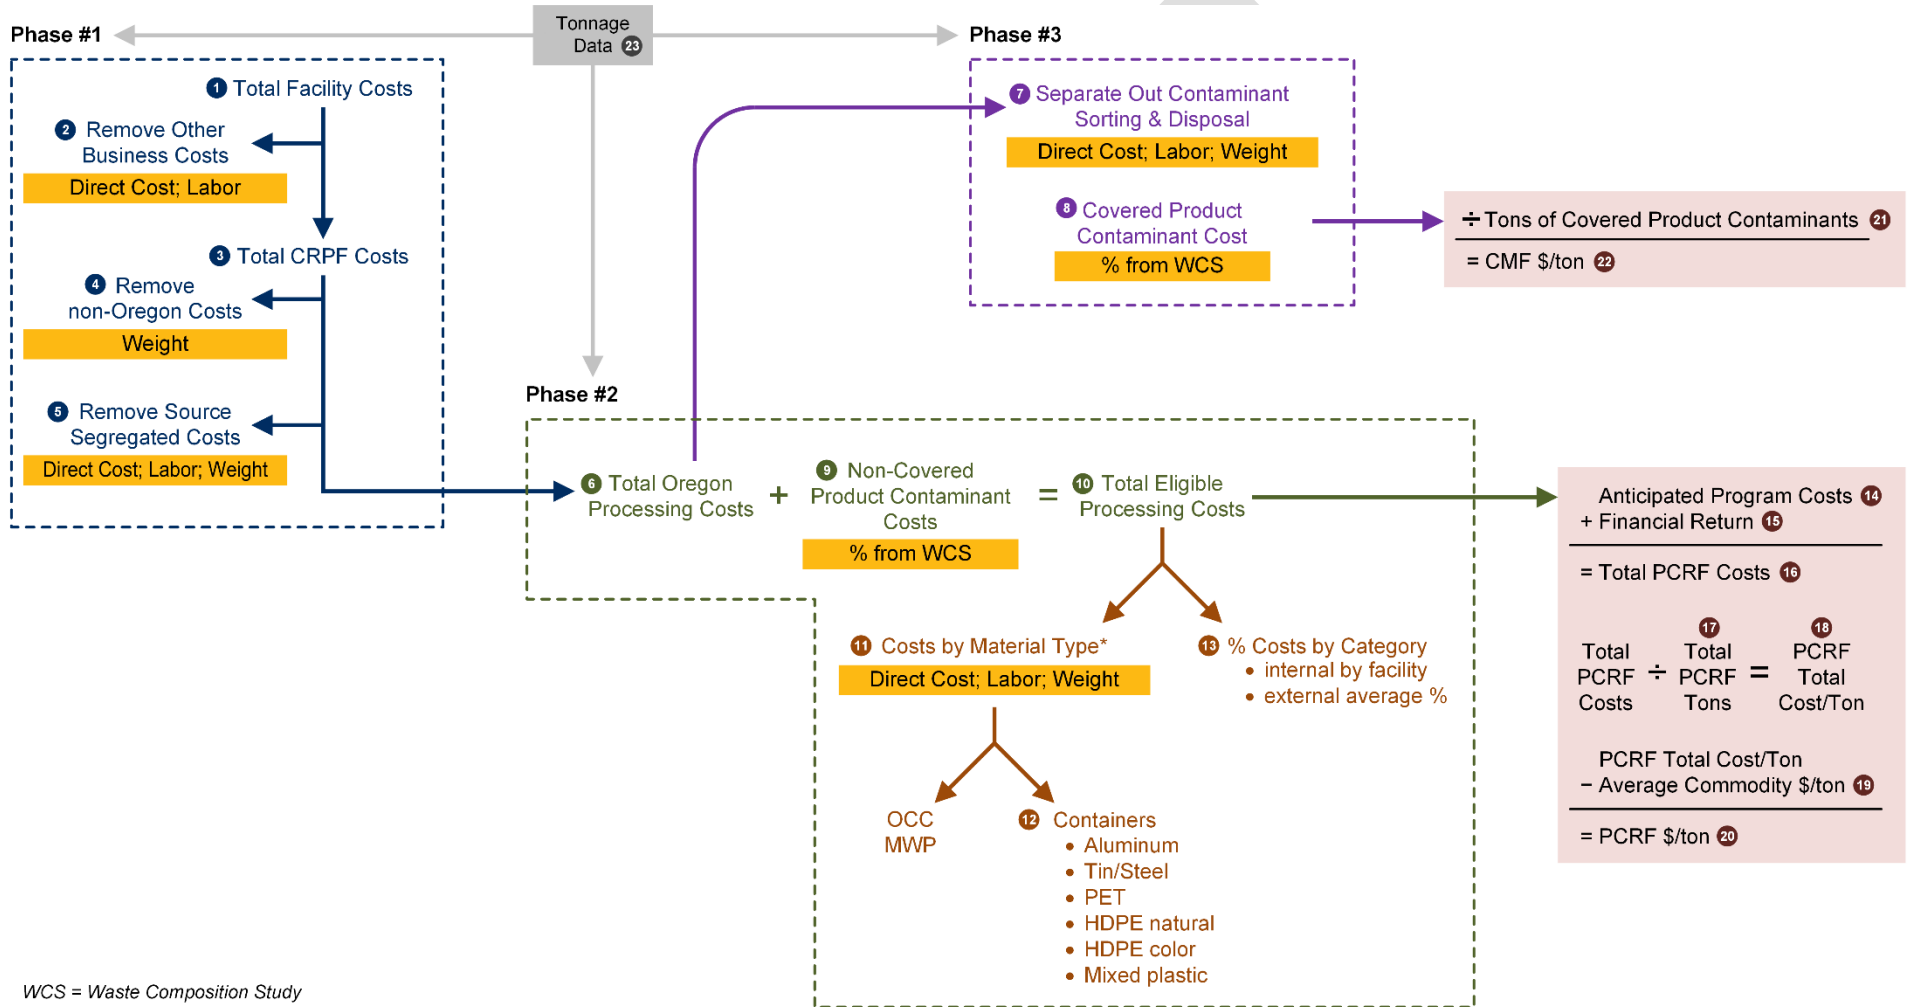 Phase #1
Tonnage
Data 23
Phase #3
1 Total Facility Costs
2 Remove Other
Business Costs
Direct Cost; Labor
3 Total CRPF Costs
4 Remove
non-Oregon Costs
Weight
5 Remove Source
Segregated Costs
Direct Cost; Labor; Weight
7 Separate Out Contaminant
Sorting & Disposal
Direct Cost; Labor; Weight
8 Covered Product
Contaminant Cost
% from WCS
÷ Tons of Covered Product Contaminants 21
= CMF $/ton 22
Phase #2
6 Total Oregon
Processing Costs
+
9 Non-Covered
Product Contaminant
Costs
% from WCS
=
10 Total Eligible
Processing Costs
11 Costs by Material Type*
Direct Cost; Labor; Weight
13 % Costs by Category
• internal by facility
• external average %
OCC
MWP
12 Containers
• Aluminum
• Tin/Steel
• PET
• HDPE natural
• HDPE color
• Mixed plastic
Anticipated Program Costs 14
+ Financial Return 15
= Total PCRF Costs 16
17 18
Total Total PCRF
PCRF ÷ PCRF = Total
Costs Tons Cost/Ton
PCRF Total Cost/Ton
− Average Commodity $/ton 19
= PCRF $/ton 20
WCS = Waste Composition Study